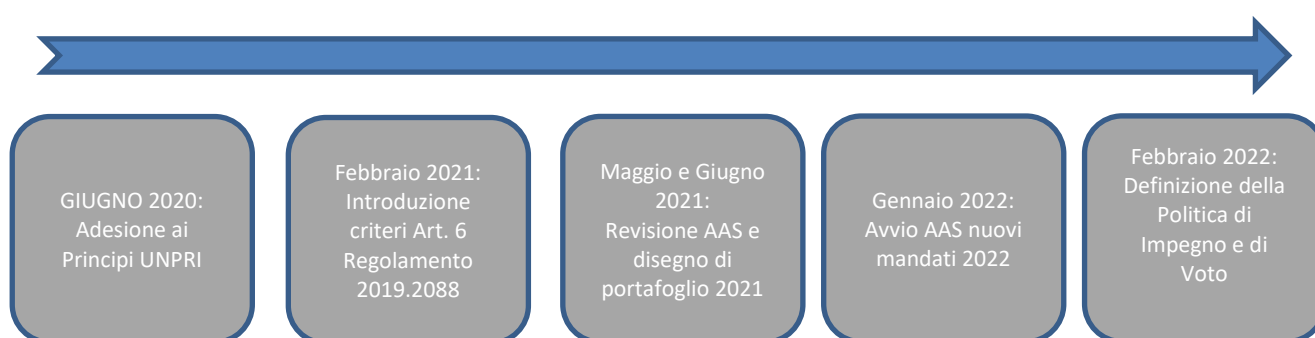 GIUGNO 2020:
Adesione ai
Principi UNPRI
Febbraio 2021:
Introduzione
criteri Art. 6
Regolamento
2019.2088
Maggio e Giugno
2021:
Revisione AAS e
disegno di
portafoglio 2021
Gennaio 2022:
Avvio AAS nuovi
mandati 2022
Febbraio 2022:
Definizione della
Politica di
Impegno e di
Voto